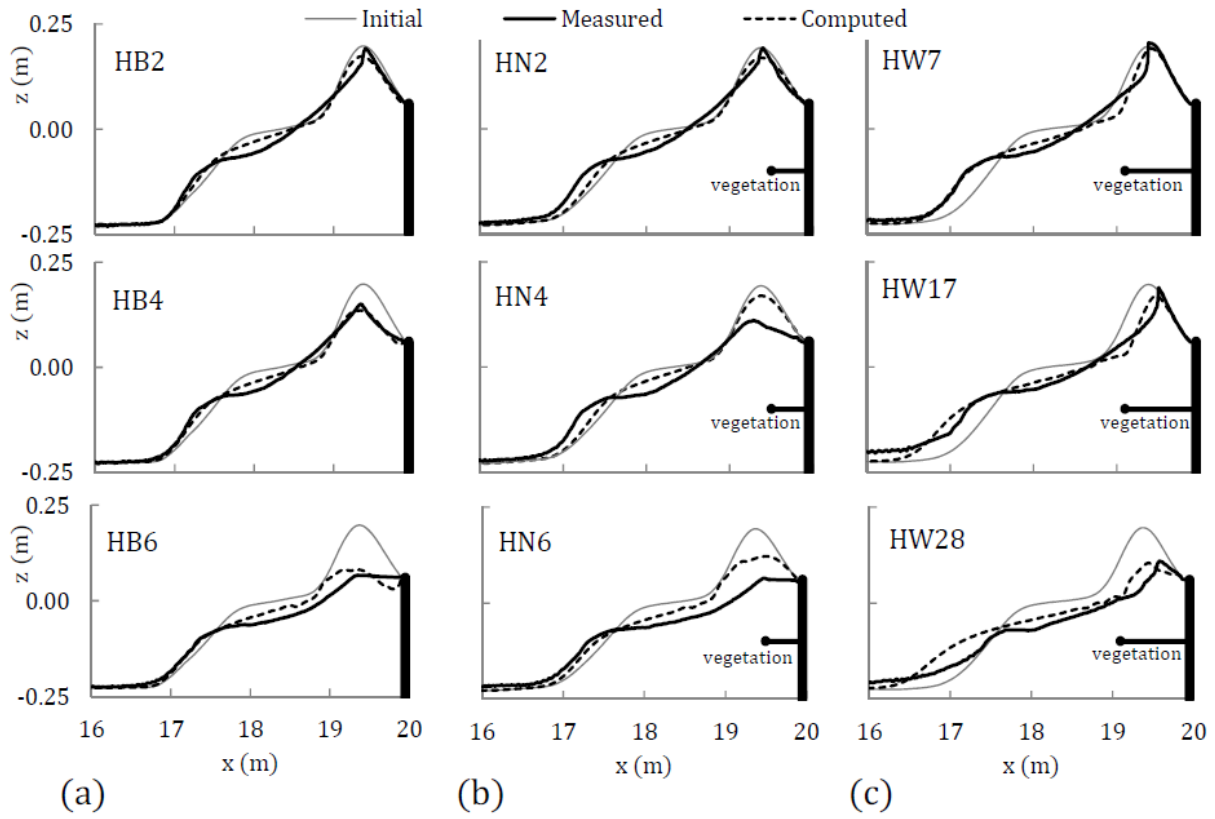 Initial Measured Computed
0.25
0.00
-0.25
z (m)
HB2
HN2
vegetation
HW7
vegetation
0.25
0.00
-0.25
z (m)
HB4
HN4
vegetation
HW17
vegetation
0.25
0.00
-0.25
z (m)
HB6
HN6
vegetation
HW28
vegetation
16 17 18 19 20 16 17 18 19 20 16 17 18 19 20
x (m) x (m) x (m)
(a) (b) (c)